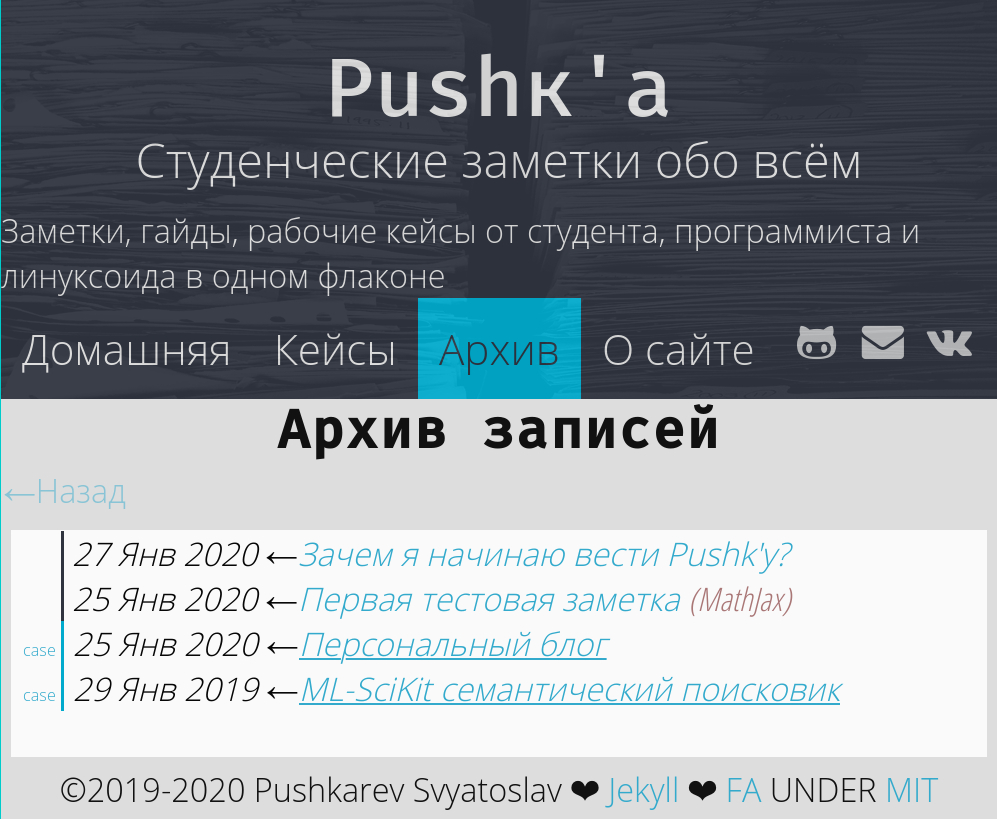 Pushк'а
Студенческие заметки обо всём
Заметки, гайды, рабочие кейсы от студента, программиста и
линуксоида в одном флаконе
Домашняя Кейсы Архив О сайте
Архив записей
←Назад
27 Янв 2020 ←Зачем я начинаю вести Pushk'у?
25 Янв 2020 ←Первая тестовая заметка (MathJax)
case 25 Янв 2020 ←Персональный блог
case 29 Янв 2019 ←ML-SciKit семантический поисковик
©2019-2020 Pushkarev Svyatoslav ❤ Jekyll ❤ FA UNDER MIT